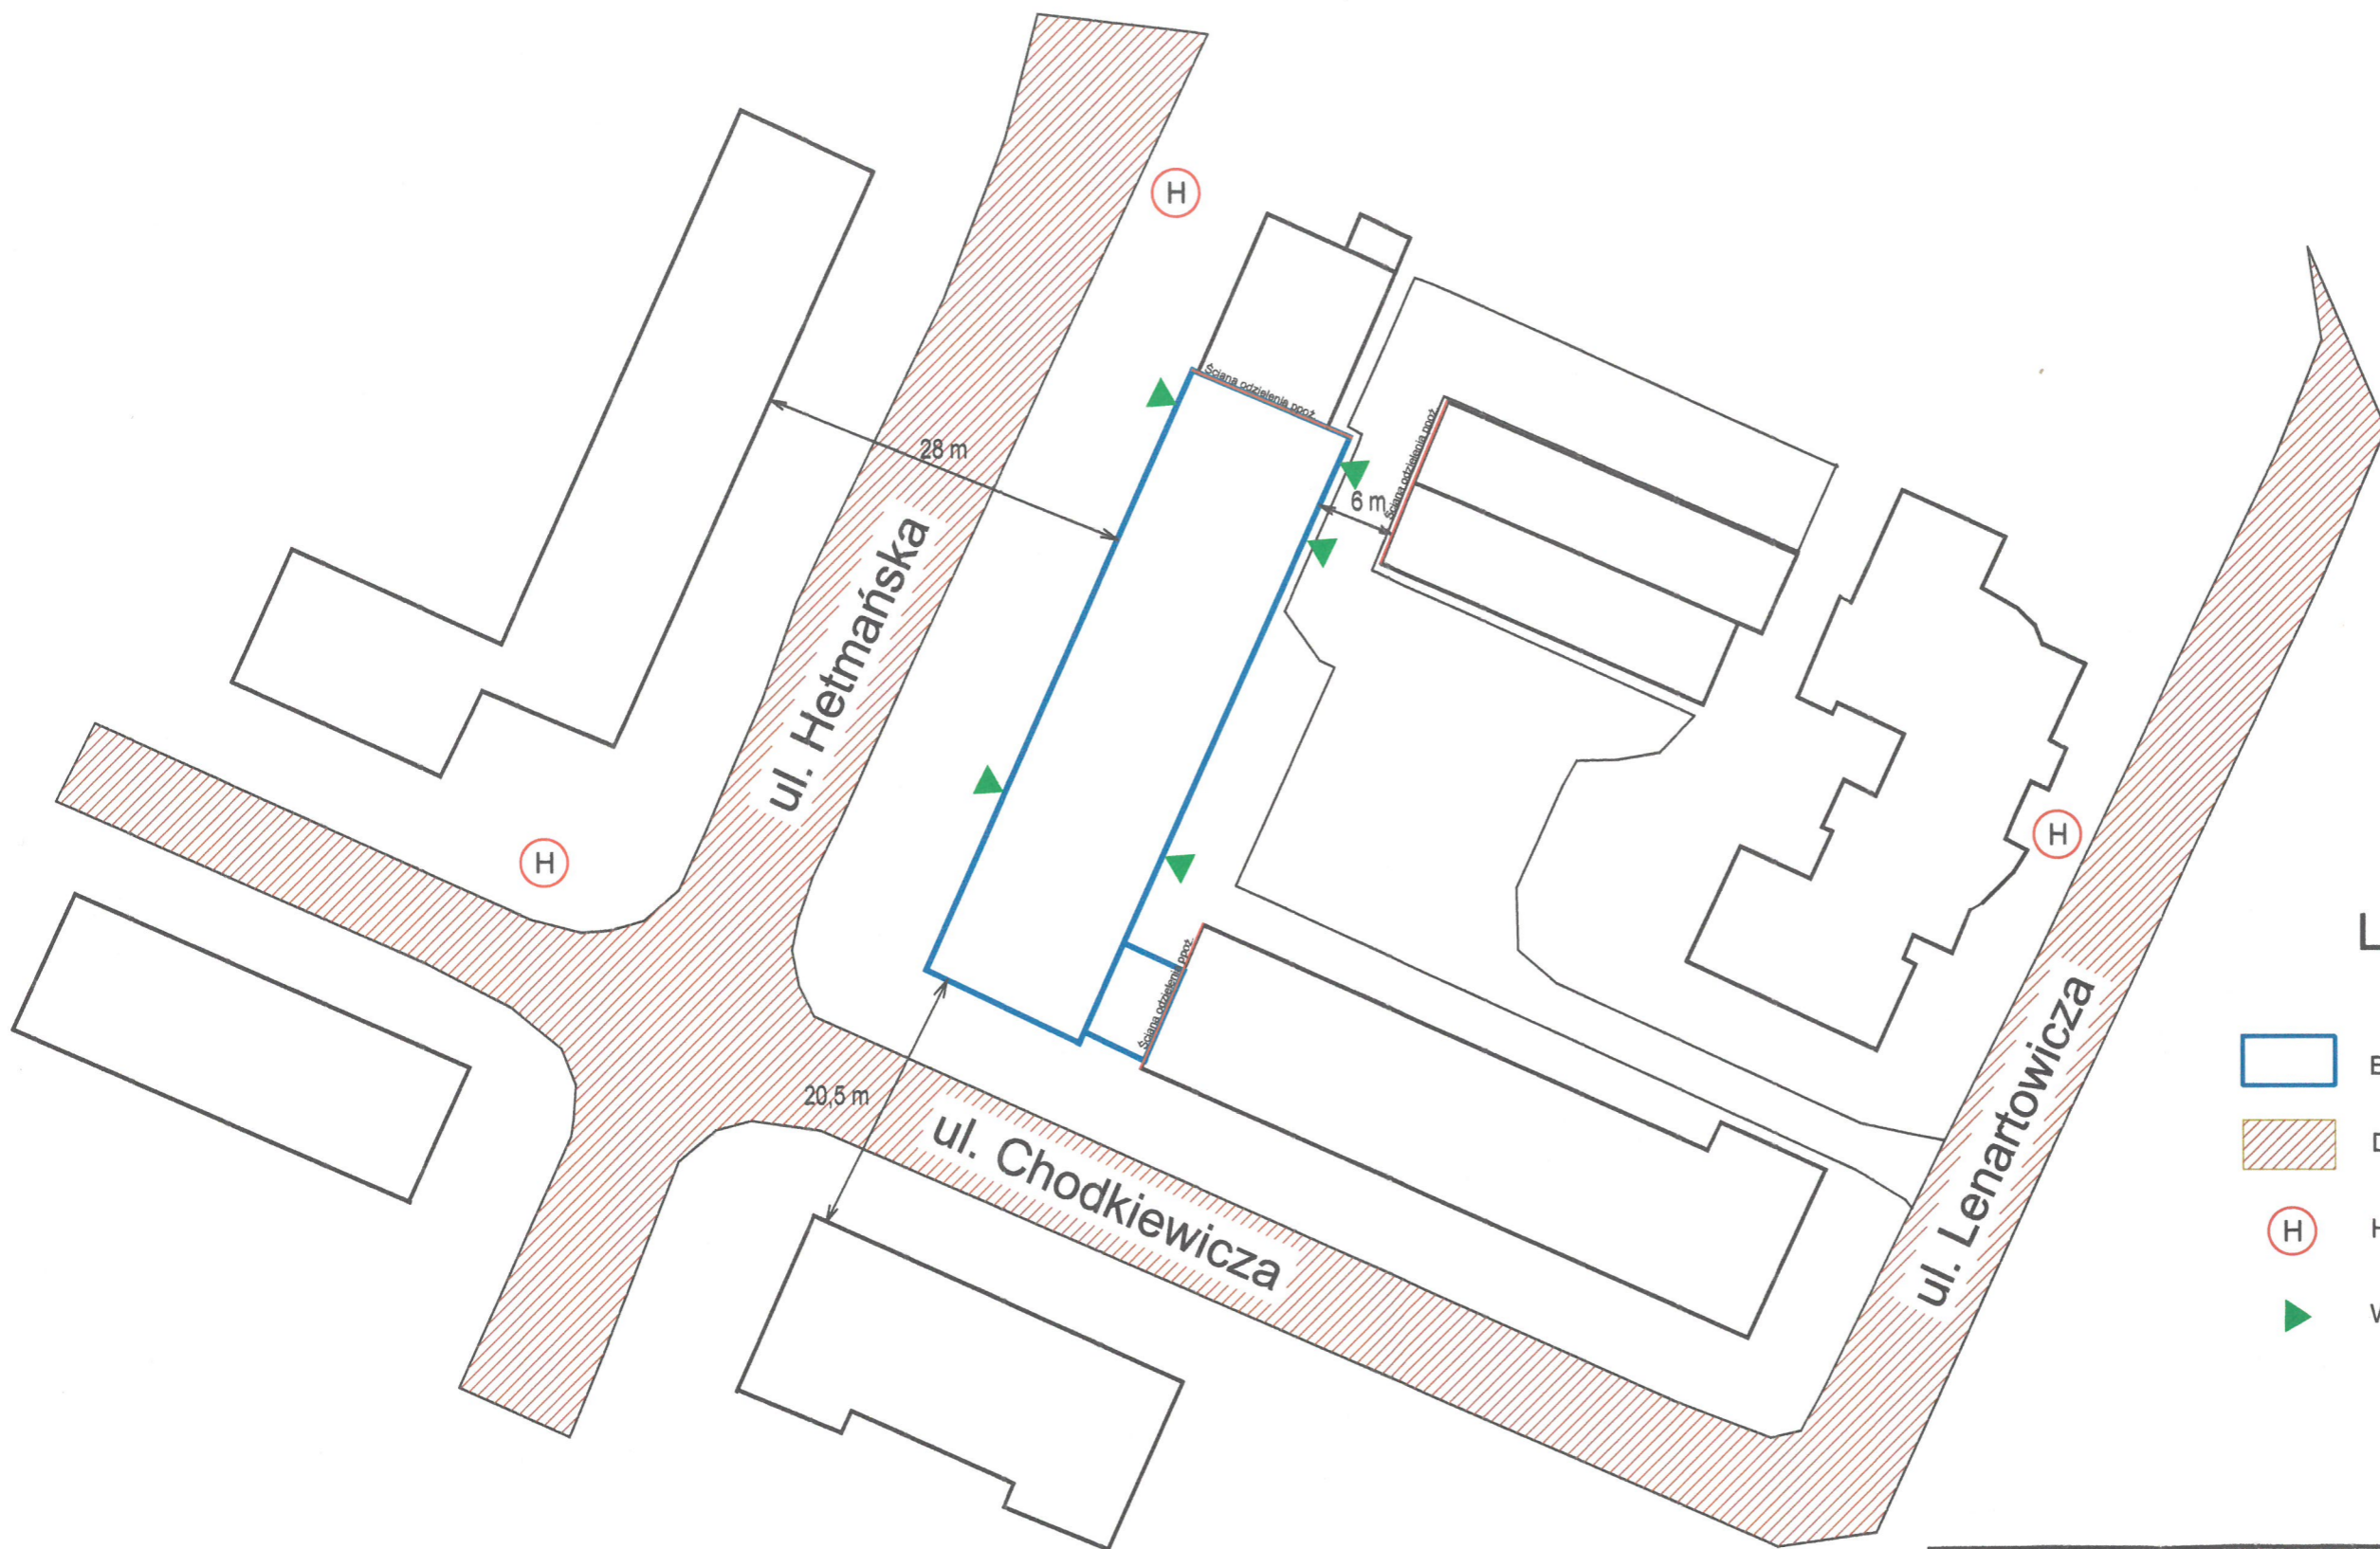 H
Ściana odzielenia ppoż.
28 m
Ściana odzielenia ppoż.
6 m
ul. Hetmańska
H
H
L
Ściana odzielenia ppoż.
ul. Lenartowicza
20,5 m
ul. Chodkiewicza
H